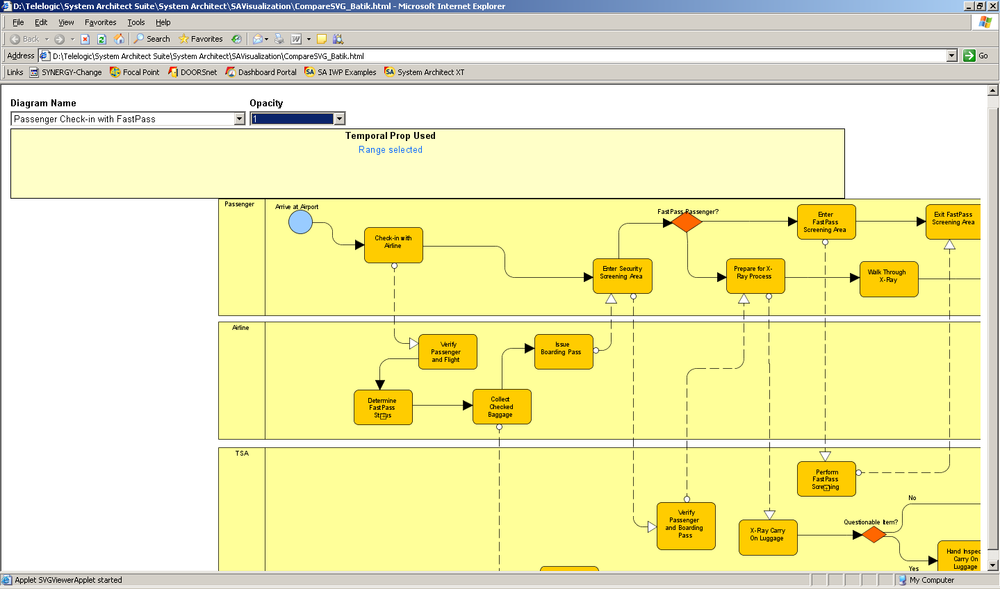 D:\Telelogic\System Architect Suite\System Architect\SAVisualization\CompareSVG_Batik.html - Microsoft Internet Explorer
File Edit View Favorites Tools Help
Back Search Favorites
Address D:\Telelogic\System Architect Suite\System Architect\SAVisualization\CompareSVG_Batik.html Go
Links SYNERGY-Change Focal Point DOORSnet Dashboard Portal SA IWP Examples System Architect XT
Diagram Name Opacity
Passenger Check-in with FastPass 1
Temporal Prop Used
Range selected
Passenger
Arrive at Airport
Check-in with
Airline
Enter Security
Screening Area
FastPass Passenger?
Enter
FastPass
Screening Area
Exit FastPass
Screening Area
Prepare for X-
Ray Process
Walk Through
X-Ray
Airline
Verify
Passenger
and Flight
Issue
Boarding Pass
Determine
FastPass
Status
Collect
Checked
Baggage
TSA
Perform
FastPass
Screening
Verify
Passenger
and Boarding
Pass
X-Ray Carry
On Luggage
Questionable Item?
No
Yes
Hand Inspec
Carry On
Luggage
Applet SVGViewerApplet started My Computer